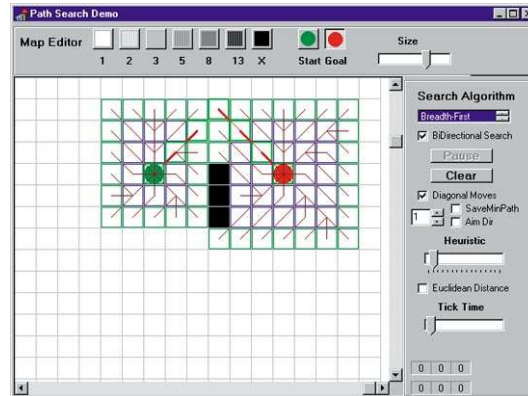 Path Search Demo
Map Editor
1 2 3 5 8 13 X
Start Goal
Size
Search Algorithm
Breadth-First
BiDirectional Search
Pause
Clear
Diagonal Moves
SaveMinPath
1
Aim Dir
Heuristic
Euclidean Distance
Tick Time
0 0 0
0 0 0